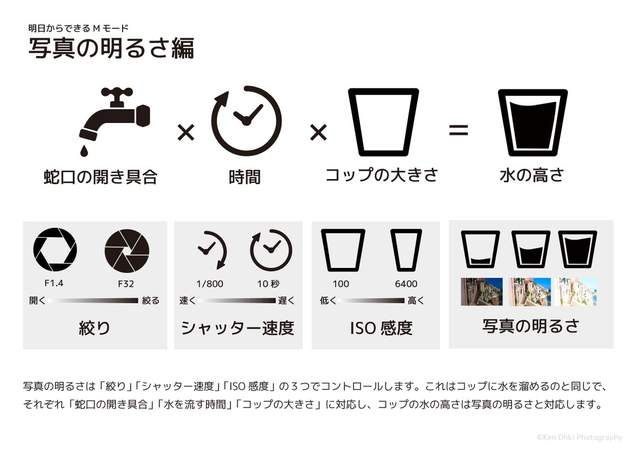 明日からできる M モード
写真の明るさ編
× × =
蛇口の開き具合 時間 コップの大きさ 水の高さ
F1.4 F32 1/800 10 秒 100 6400
開く 絞る 速く 遅く 低く 高く
絞り シャッター速度 ISO 感度 写真の明るさ
写真の明るさは「絞り」「シャッター速度」「ISO 感度」の 3 つでコントロールします。これはコップに水を溜めるのと同じで、
それぞれ「蛇口の開き具合」「水を流す時間」「コップの大きさ」に対応し、コップの水の高さは写真の明るさと対応します。
©Kim Ohki Photography